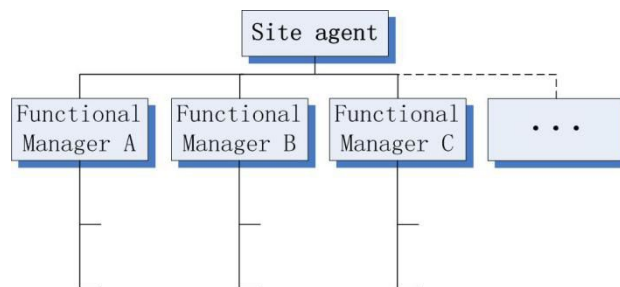 Site agent
Functional
Manager A
Functional
Manager B
Functional
Manager C
...